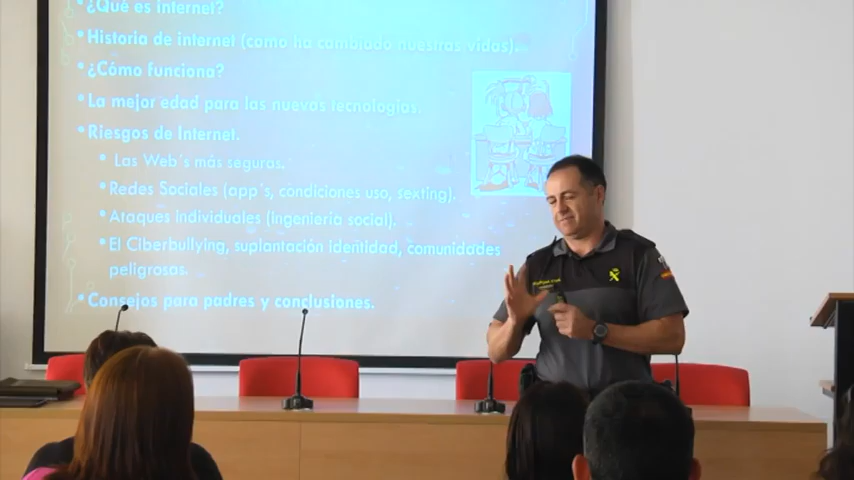 ¿Qué es internet?
Historia de internet (como ha cambiado nuestras vidas).
¿Cómo funciona?
La mejor edad para las nuevas tecnologías.
Riesgos de Internet.
Las Web´s más seguras.
Redes Sociales (app´s, condiciones uso, sexting).
Ataques individuales (ingeniería social).
El Ciberbullying, suplantación identidad, comunidades
peligrosas.
Consejos para padres y conclusiones.